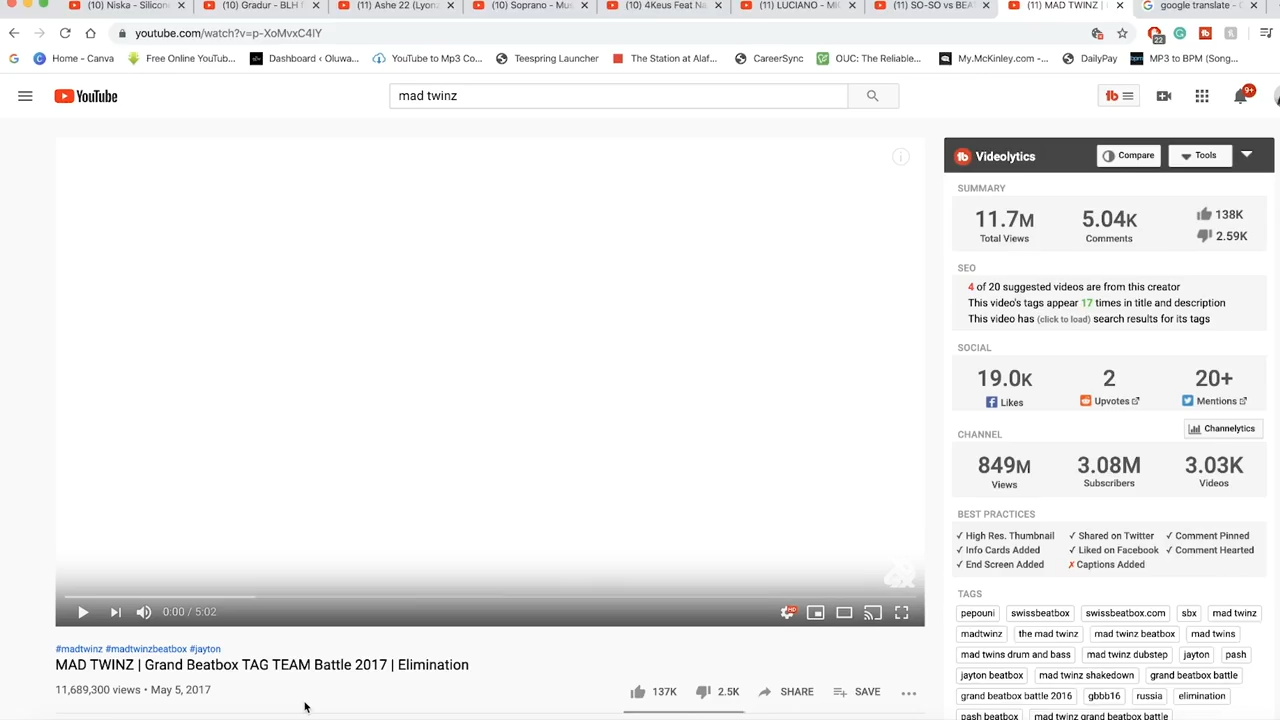 (10) Niska - Silicona
(10) Gradur - BLH F
(11) Ashe 22 (Lyonz
(10) Soprano - Mus
(10) 4Keus Feat Na
(11) LUCIANO - MI
(11) SO-SO vs BEA
(11) MAD TWINZ |
google translate -
youtube.com/watch?v=p-XoMvxC4IY
22
Home - Canva
Free Online YouTub...
Dashboard ‹ Oluwa...
YouTube to Mp3 Co...
Teespring Launcher
The Station at Alaf...
CareerSync
OUC: The Reliable...
My.McKinley.com -...
DailyPay
MP3 to BPM (Song...
YouTube
mad twinz
9+
Videolytics
Compare
Tools
SUMMARY
11.7M
5.04K
138K
Total Views
Comments
2.59K
SEO
4 of 20 suggested videos are from this creator
This video's tags appear 17 times in title and description
This video has (click to load) search results for its tags
SOCIAL
19.0K
2
20+
Likes
Upvotes
Mentions
CHANNEL
Channelytics
849M
3.08M
3.03K
Views
Subscribers
Videos
BEST PRACTICES
✓ High Res. Thumbnail ✓ Shared on Twitter ✓ Comment Pinned
✓ Info Cards Added ✓ Liked on Facebook ✓ Comment Hearted
✓ End Screen Added ✗ Captions Added
TAGS
pepouni swissbeatbox swissbeatbox.com sbx mad twinz
madtwinz the mad twinz mad twinz beatbox mad twins
mad twins drum and bass mad twinz dubstep jayton pash
jayton beatbox mad twinz shakedown grand beatbox battle
grand beatbox battle 2016 gbbb16 russia elimination
pash beatbox mad twinz grand beatbox battle
0:00 / 5:02
HD
#madtwinz #madtwinzbeatbox #jayton
MAD TWINZ | Grand Beatbox TAG TEAM Battle 2017 | Elimination
11,689,300 views • May 5, 2017
137K
2.5K
SHARE
SAVE